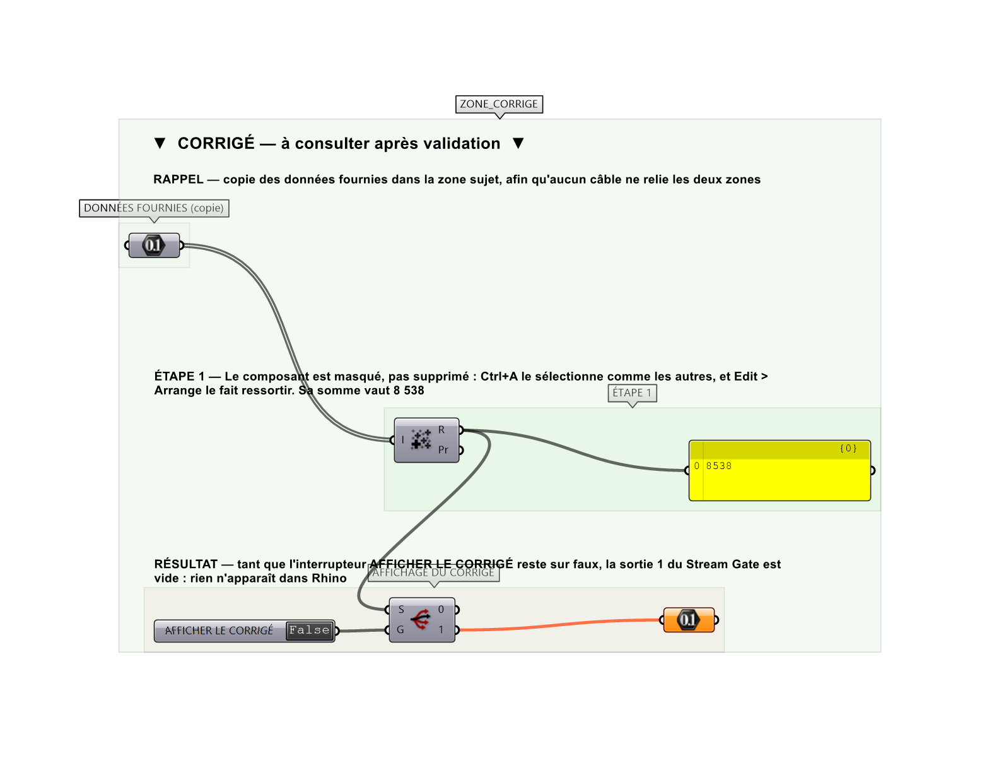 ZONE_CORRIGE
▼ CORRIGÉ — à consulter après validation ▼
RAPPEL — copie des données fournies dans la zone sujet, afin qu'aucun câble ne relie les deux zones
DONNÉES FOURNIES (copie)
0.1
ÉTAPE 1 — Le composant est masqué, pas supprimé : Ctrl+A le sélectionne comme les autres, et Edit >
Arrange le fait ressortir. Sa somme vaut 8 538
ÉTAPE 1
I
R
Pr
{0}
0 8538
RÉSULTAT — tant que l'interrupteur AFFICHER LE CORRIGÉ reste sur faux, la sortie 1 du Stream Gate est
vide : rien n'apparaît dans Rhino
AFFICHAGE DU CORRIGÉ
AFFICHER LE CORRIGÉ False
S 0
G 1
0.1